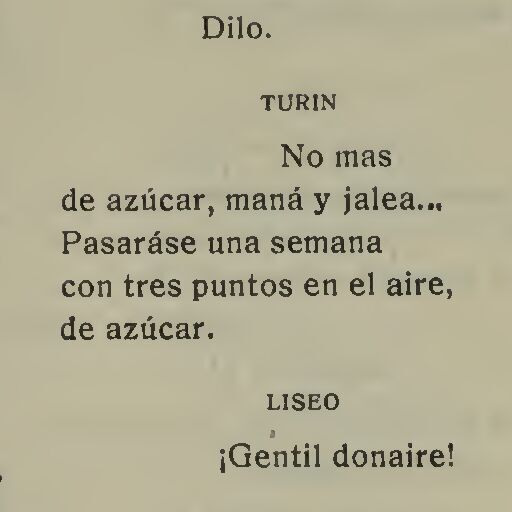 Dilo.
TURIN
No mas
de azúcar, maná y jalea...
Pasaráse una semana
con tres puntos en el aire,
de azúcar.
LISEO
¡Gentil donaire!